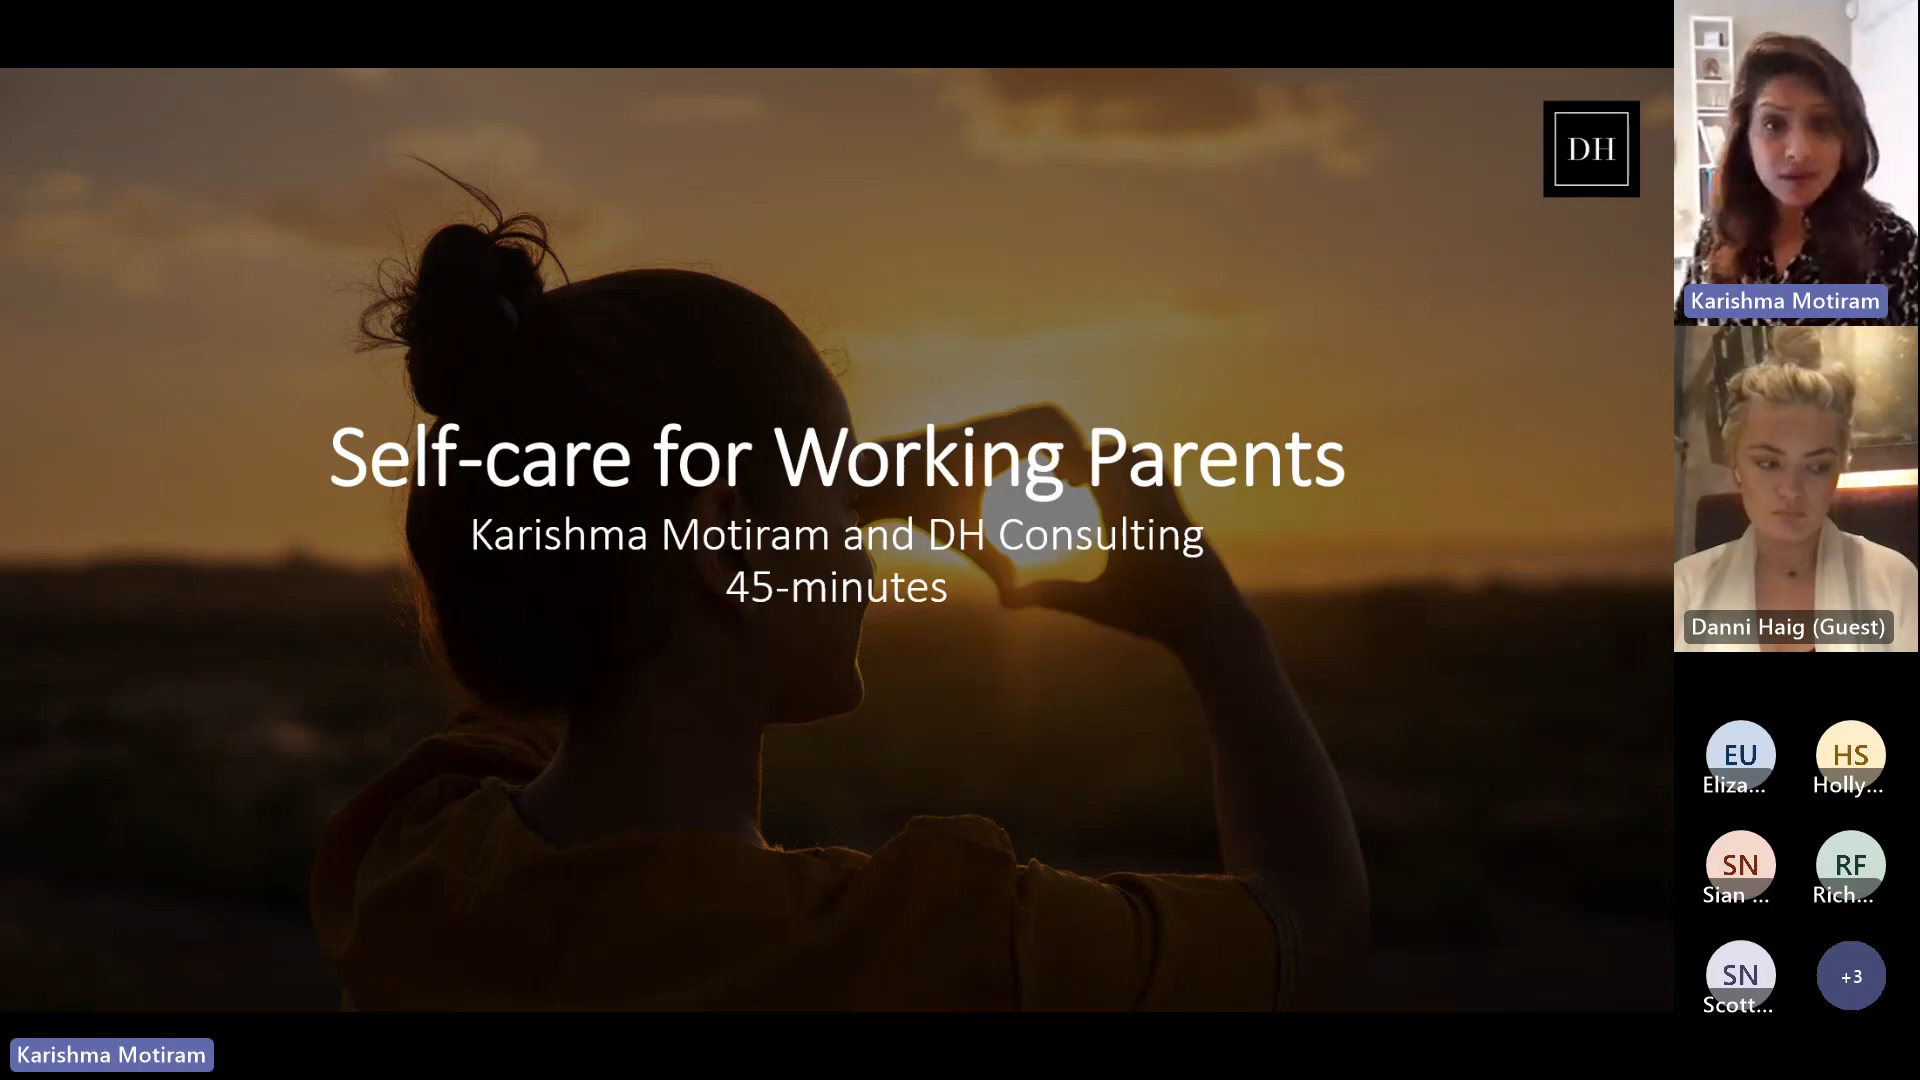 DH
Self-care for Working Parents
Karishma Motiram and DH Consulting
45-minutes
Karishma Motiram
Karishma Motiram
Danni Haig (Guest)
EU
Eliza...
HS
Holly...
SN
Sian ...
RF
Rich...
SN
Scott...
+3